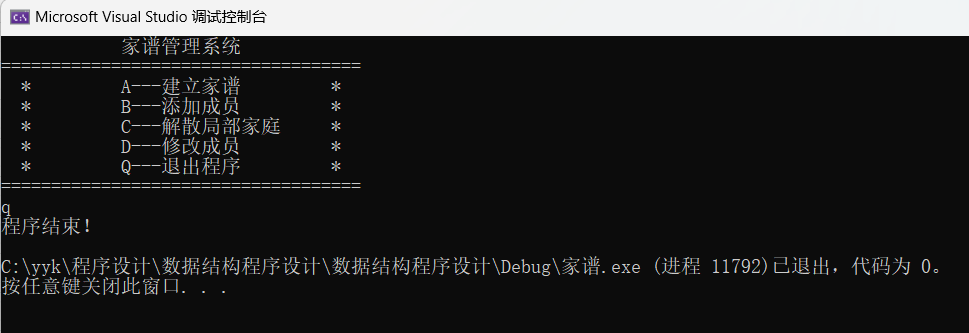 Microsoft Visual Studio 调试控制台
家谱管理系统
====================================
* A---建立家谱 *
* B---添加成员 *
* C---解散局部家庭 *
* D---修改成员 *
* Q---退出程序 *
====================================
q
程序结束!
C:\yyk\程序设计\数据结构程序设计\数据结构程序设计\Debug\家谱.exe (进程 11792)已退出，代码为 0。
按任意键关闭此窗口. . .